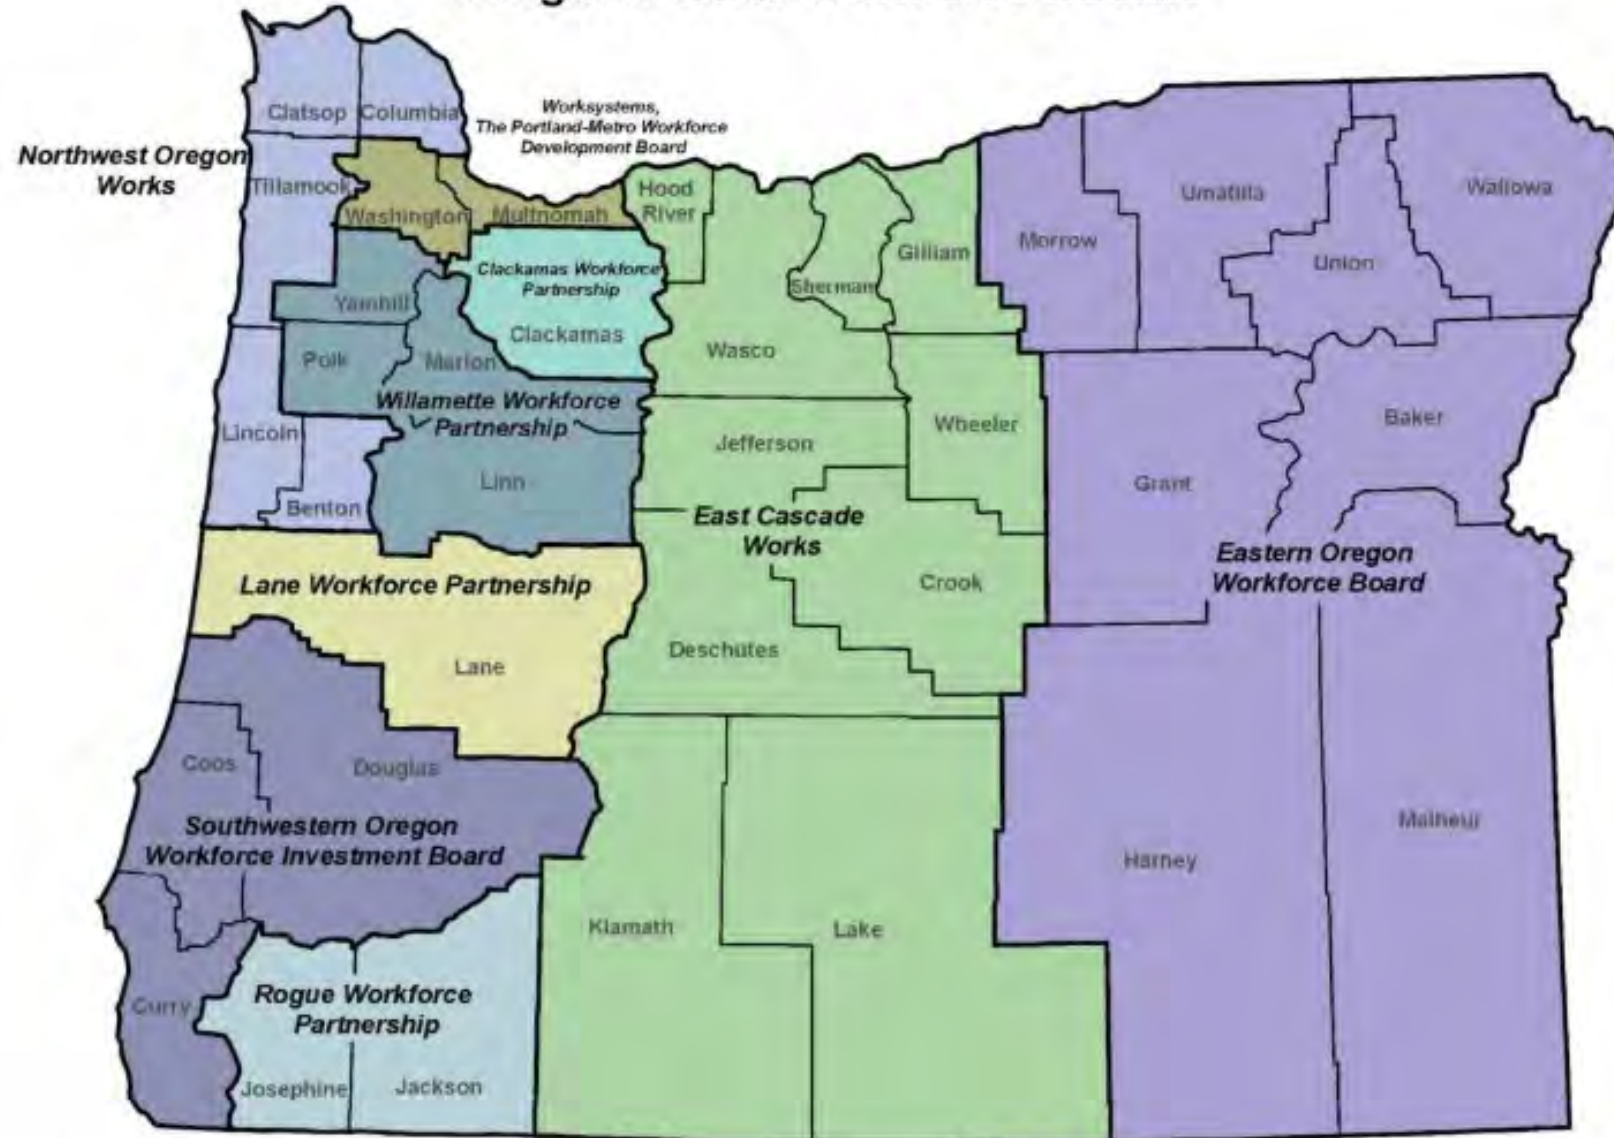 Clatsop
Columbia
Worksystems,
The Portland-Metro Workforce
Development Board
Northwest Oregon
Works
Tillamook
Washington
Multnomah
Hood
River
Umatilla
Wallowa
Morrow
Gilliam
Union
Clackamas Workforce
Partnership
Sherman
Yamhill
Clackamas
Wasco
Polk
Marion
Willamette Workforce
Partnership
Lincoln
Jefferson
Wheeler
Baker
Linn
Grant
Benton
East Cascade
Works
Eastern Oregon
Workforce Board
Lane Workforce Partnership
Crook
Deschutes
Lane
Coos
Douglas
Southwestern Oregon
Workforce Investment Board
Malheur
Harney
Klamath
Lake
Rogue Workforce
Partnership
Curry
Josephine
Jackson